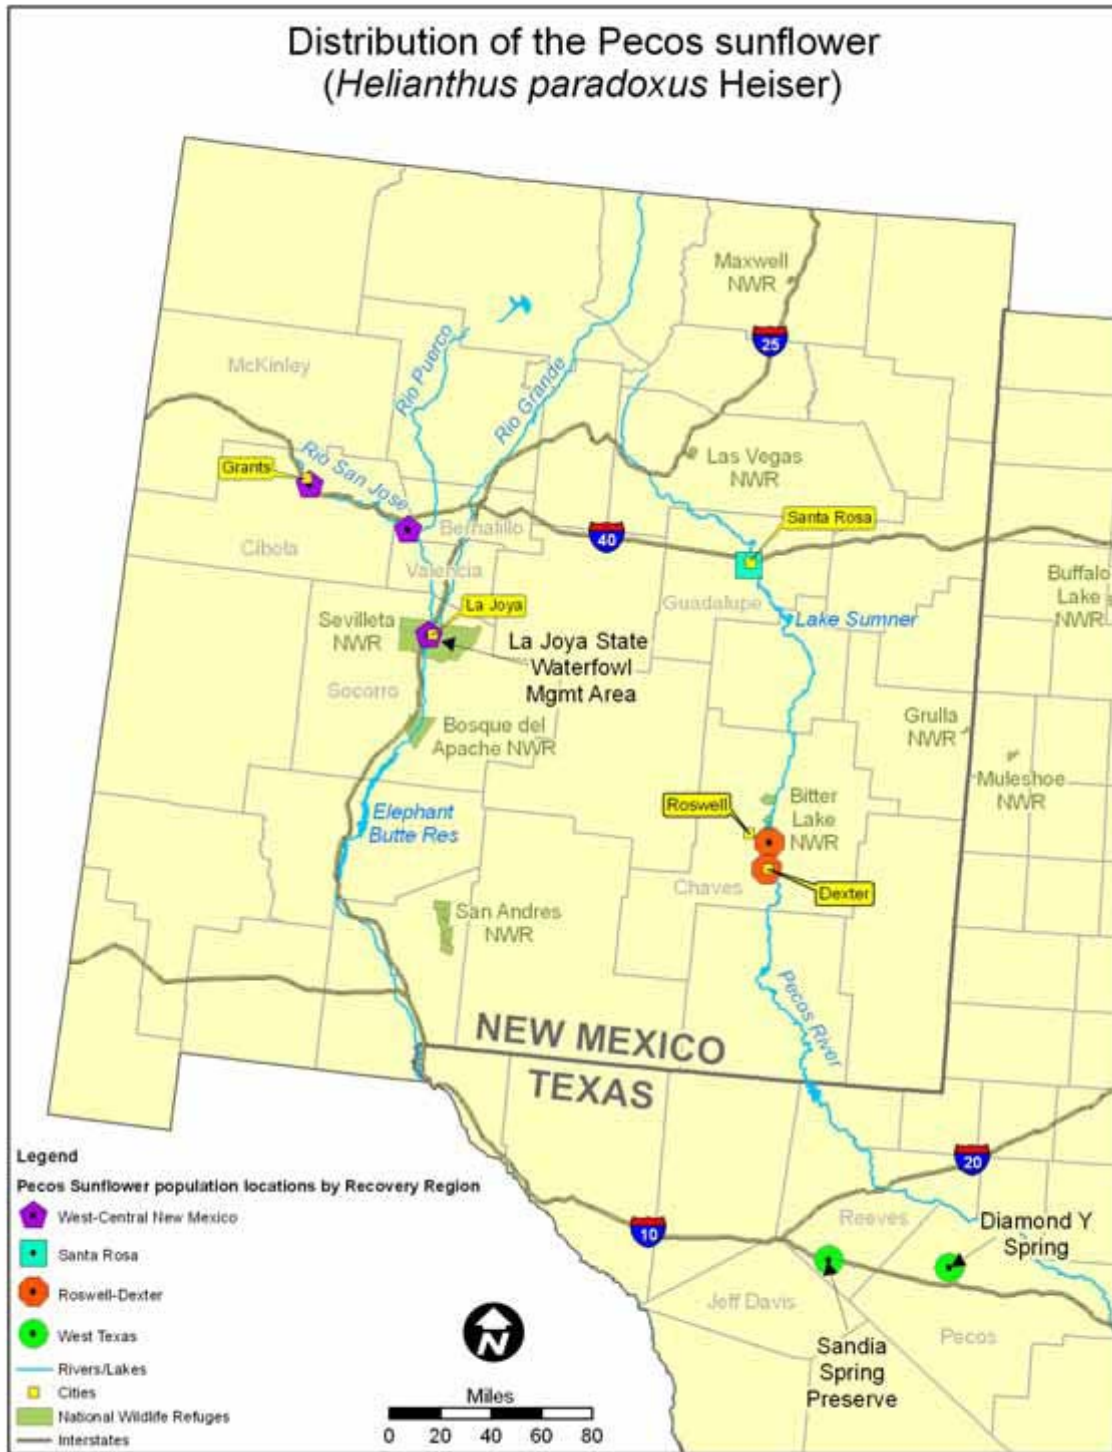 Distribution of the Pecos sunflower
(Helianthus paradoxus Heiser)
Maxwell
NWR
25
McKinley
Rio Puerco
Rio Grande
Rio San Jose
Grants
Las Vegas
NWR
Santa Rosa
Bernalillo
40
Cibola
Valencia
Buffalo
Lake
NWR
Guadalupe
La Joya
Lake Sumner
Sevilleta
NWR
La Joya State
Waterfowl
Mgmt Area
Socorro
Bosque del
Apache NWR
Grulla
NWR
Muleshoe
NWR
Elephant
Butte Res
Roswell
Bitter
Lake
NWR
Chaves
Dexter
San Andres
NWR
Pecos River
NEW MEXICO
TEXAS
20
Reeves
Diamond Y
Spring
10
Jeff Davis
Pecos
Sandia
Spring
Preserve
Legend
Pecos Sunflower population locations by Recovery Region
West-Central New Mexico
Santa Rosa
Roswell-Dexter
West Texas
Rivers/Lakes
Cities
National Wildlife Refuges
Interstates
N
Miles
0 20 40 60 80